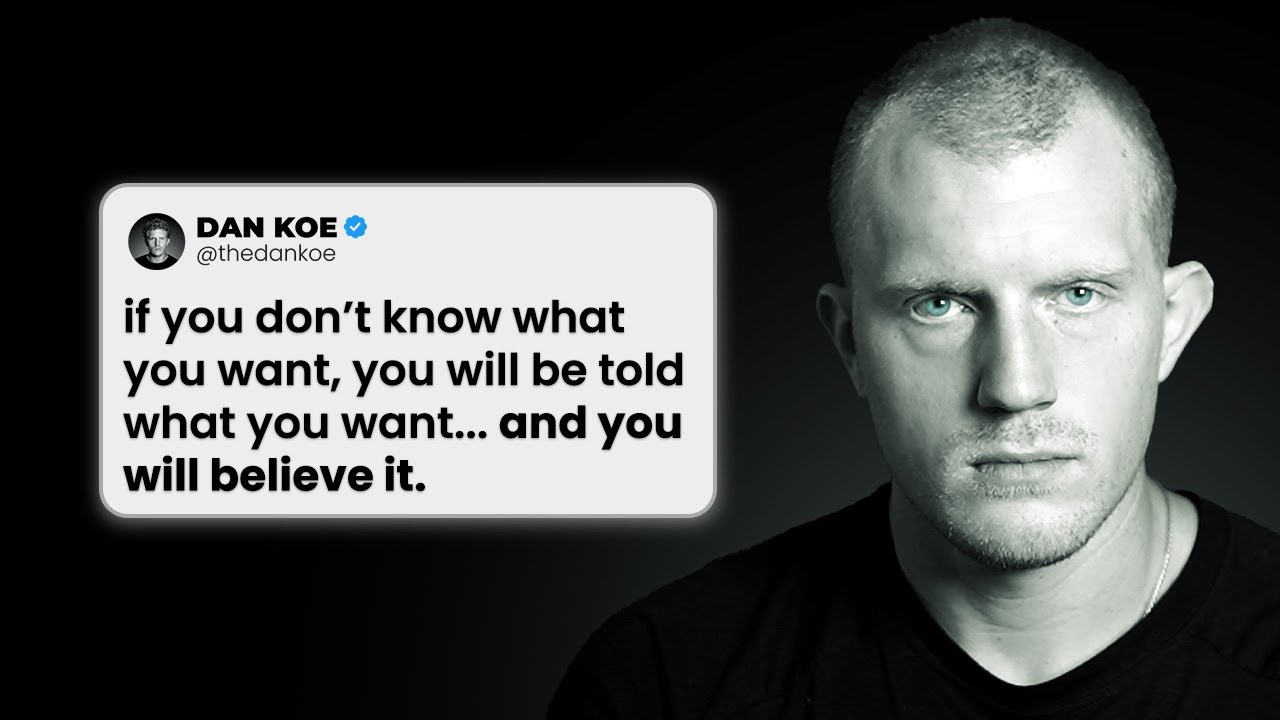 DAN KOE
@thedankoe
if you don’t know what
you want, you will be told
what you want... and you
will believe it.